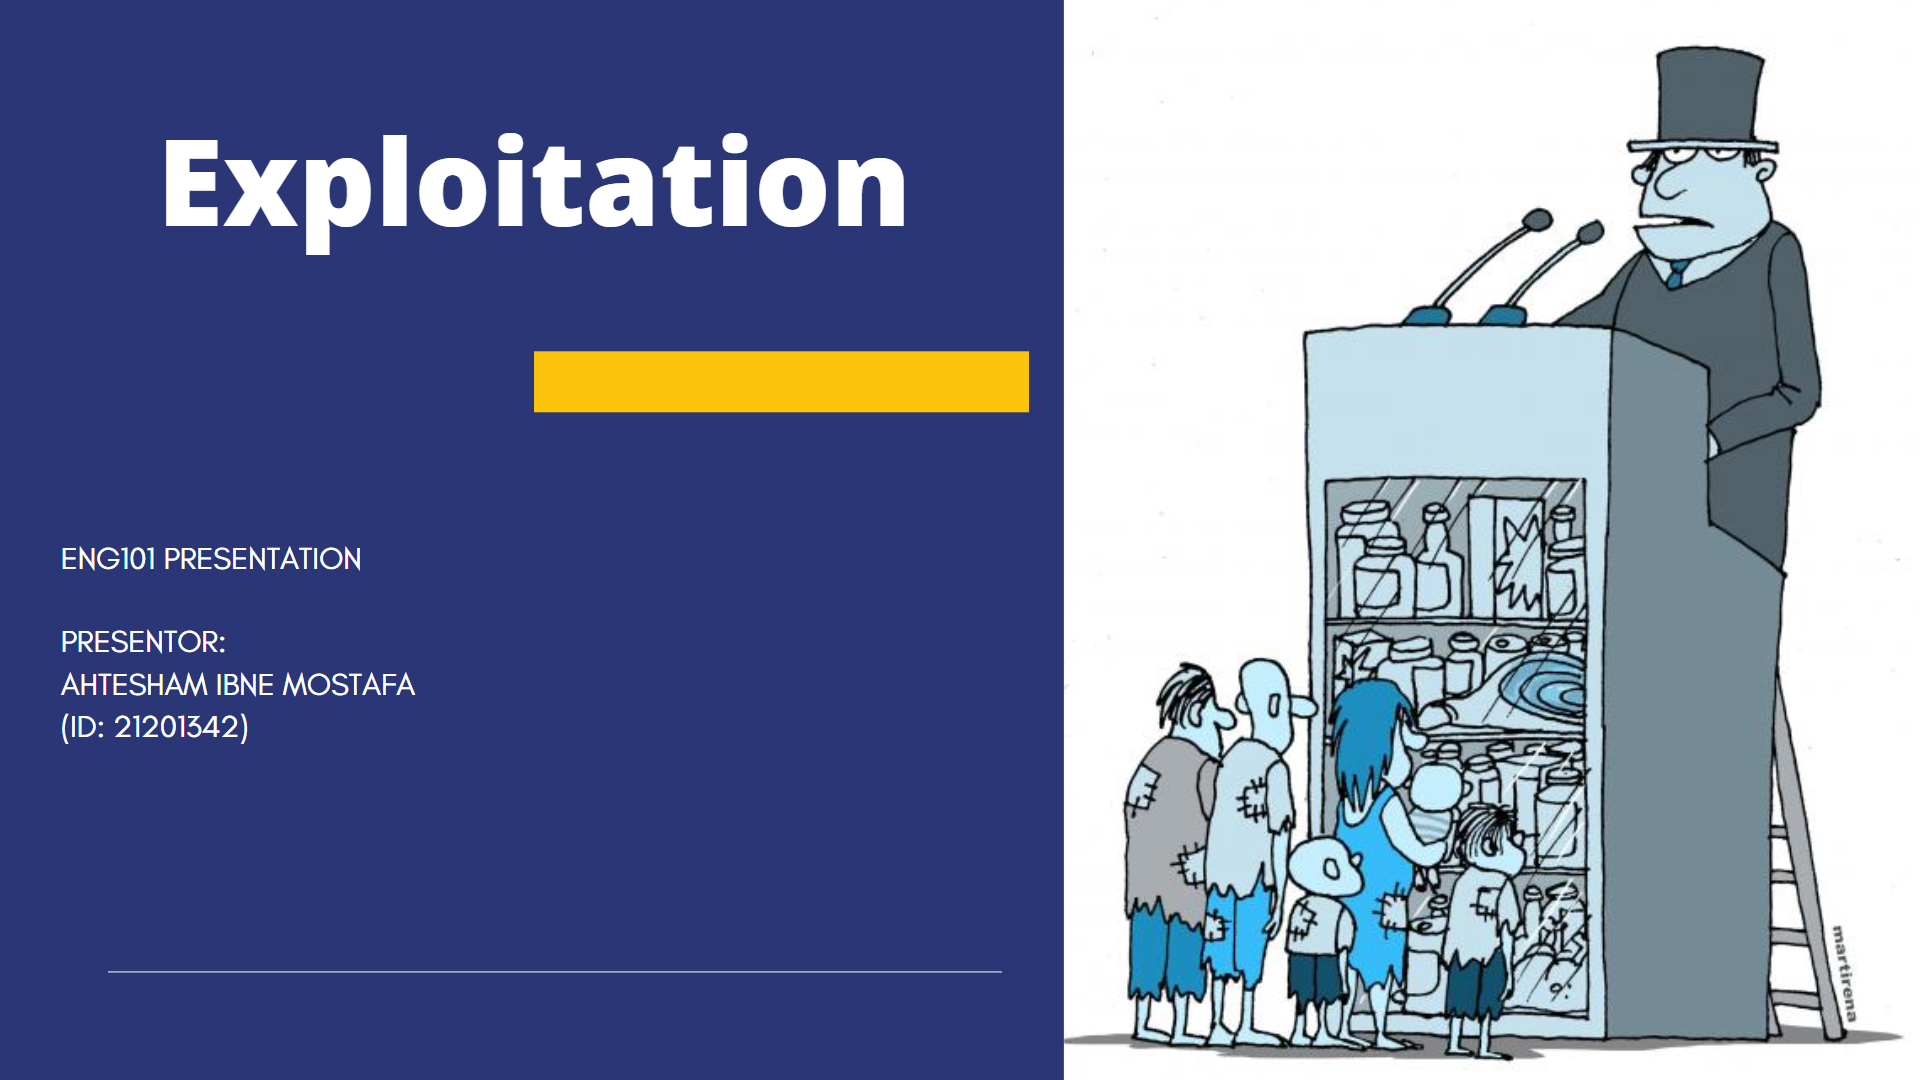 Exploitation
ENG101 PRESENTATION
PRESENTOR:
AHTESHAM IBNE MOSTAFA
(ID: 21201342)
martirena